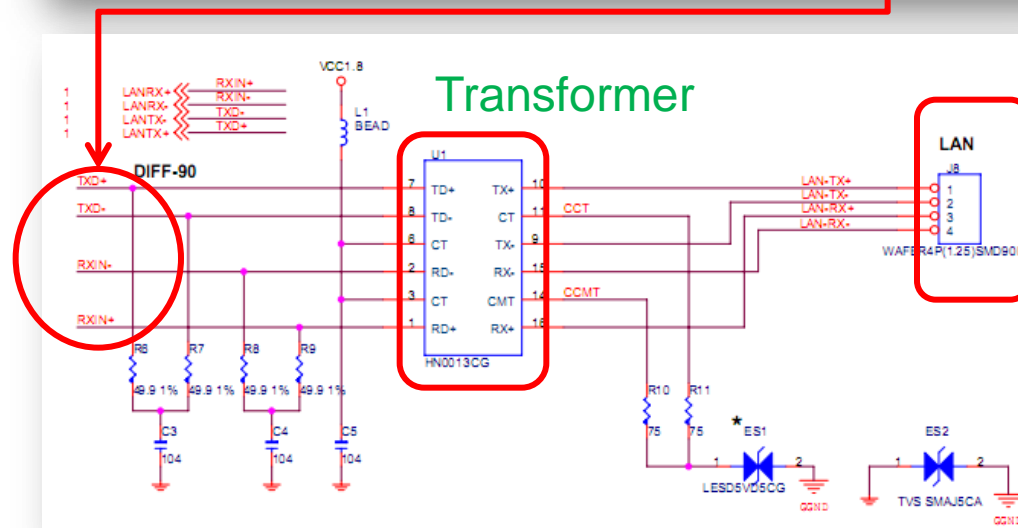 VCC1.8
Transformer
1 LANRX+ RXIN+
1 LANRX- RXIN-
1 LANTX- TXD-
1 LANTX+ TXD+
L1
BEAD
LAN
DIFF-90
U1
J8
TXD+ 7 TD+ TX+ 10 LAN-TX+ 1
TXD- 8 TD- CT 11 CCT LAN-TX- 2
6 CT TX- 9 LAN-RX+ 3
RXIN- 2 RD- RX- 15 LAN-RX- 4
WAFER4P(1.25)SMD90
3 CT CMT 14 CCMT
RXIN+ 1 RD+ RX+ 16
HN0013CG
R6 R7 R8 R9
49.9 1% 49.9 1% 49.9 1% 49.9 1%
R10 R11
75 75
C3 C4 C5
104 104 104
* ES1
1 2
LESD5VD5CG
GGND
ES2
1 2
TVS SMAJ5CA
GGND